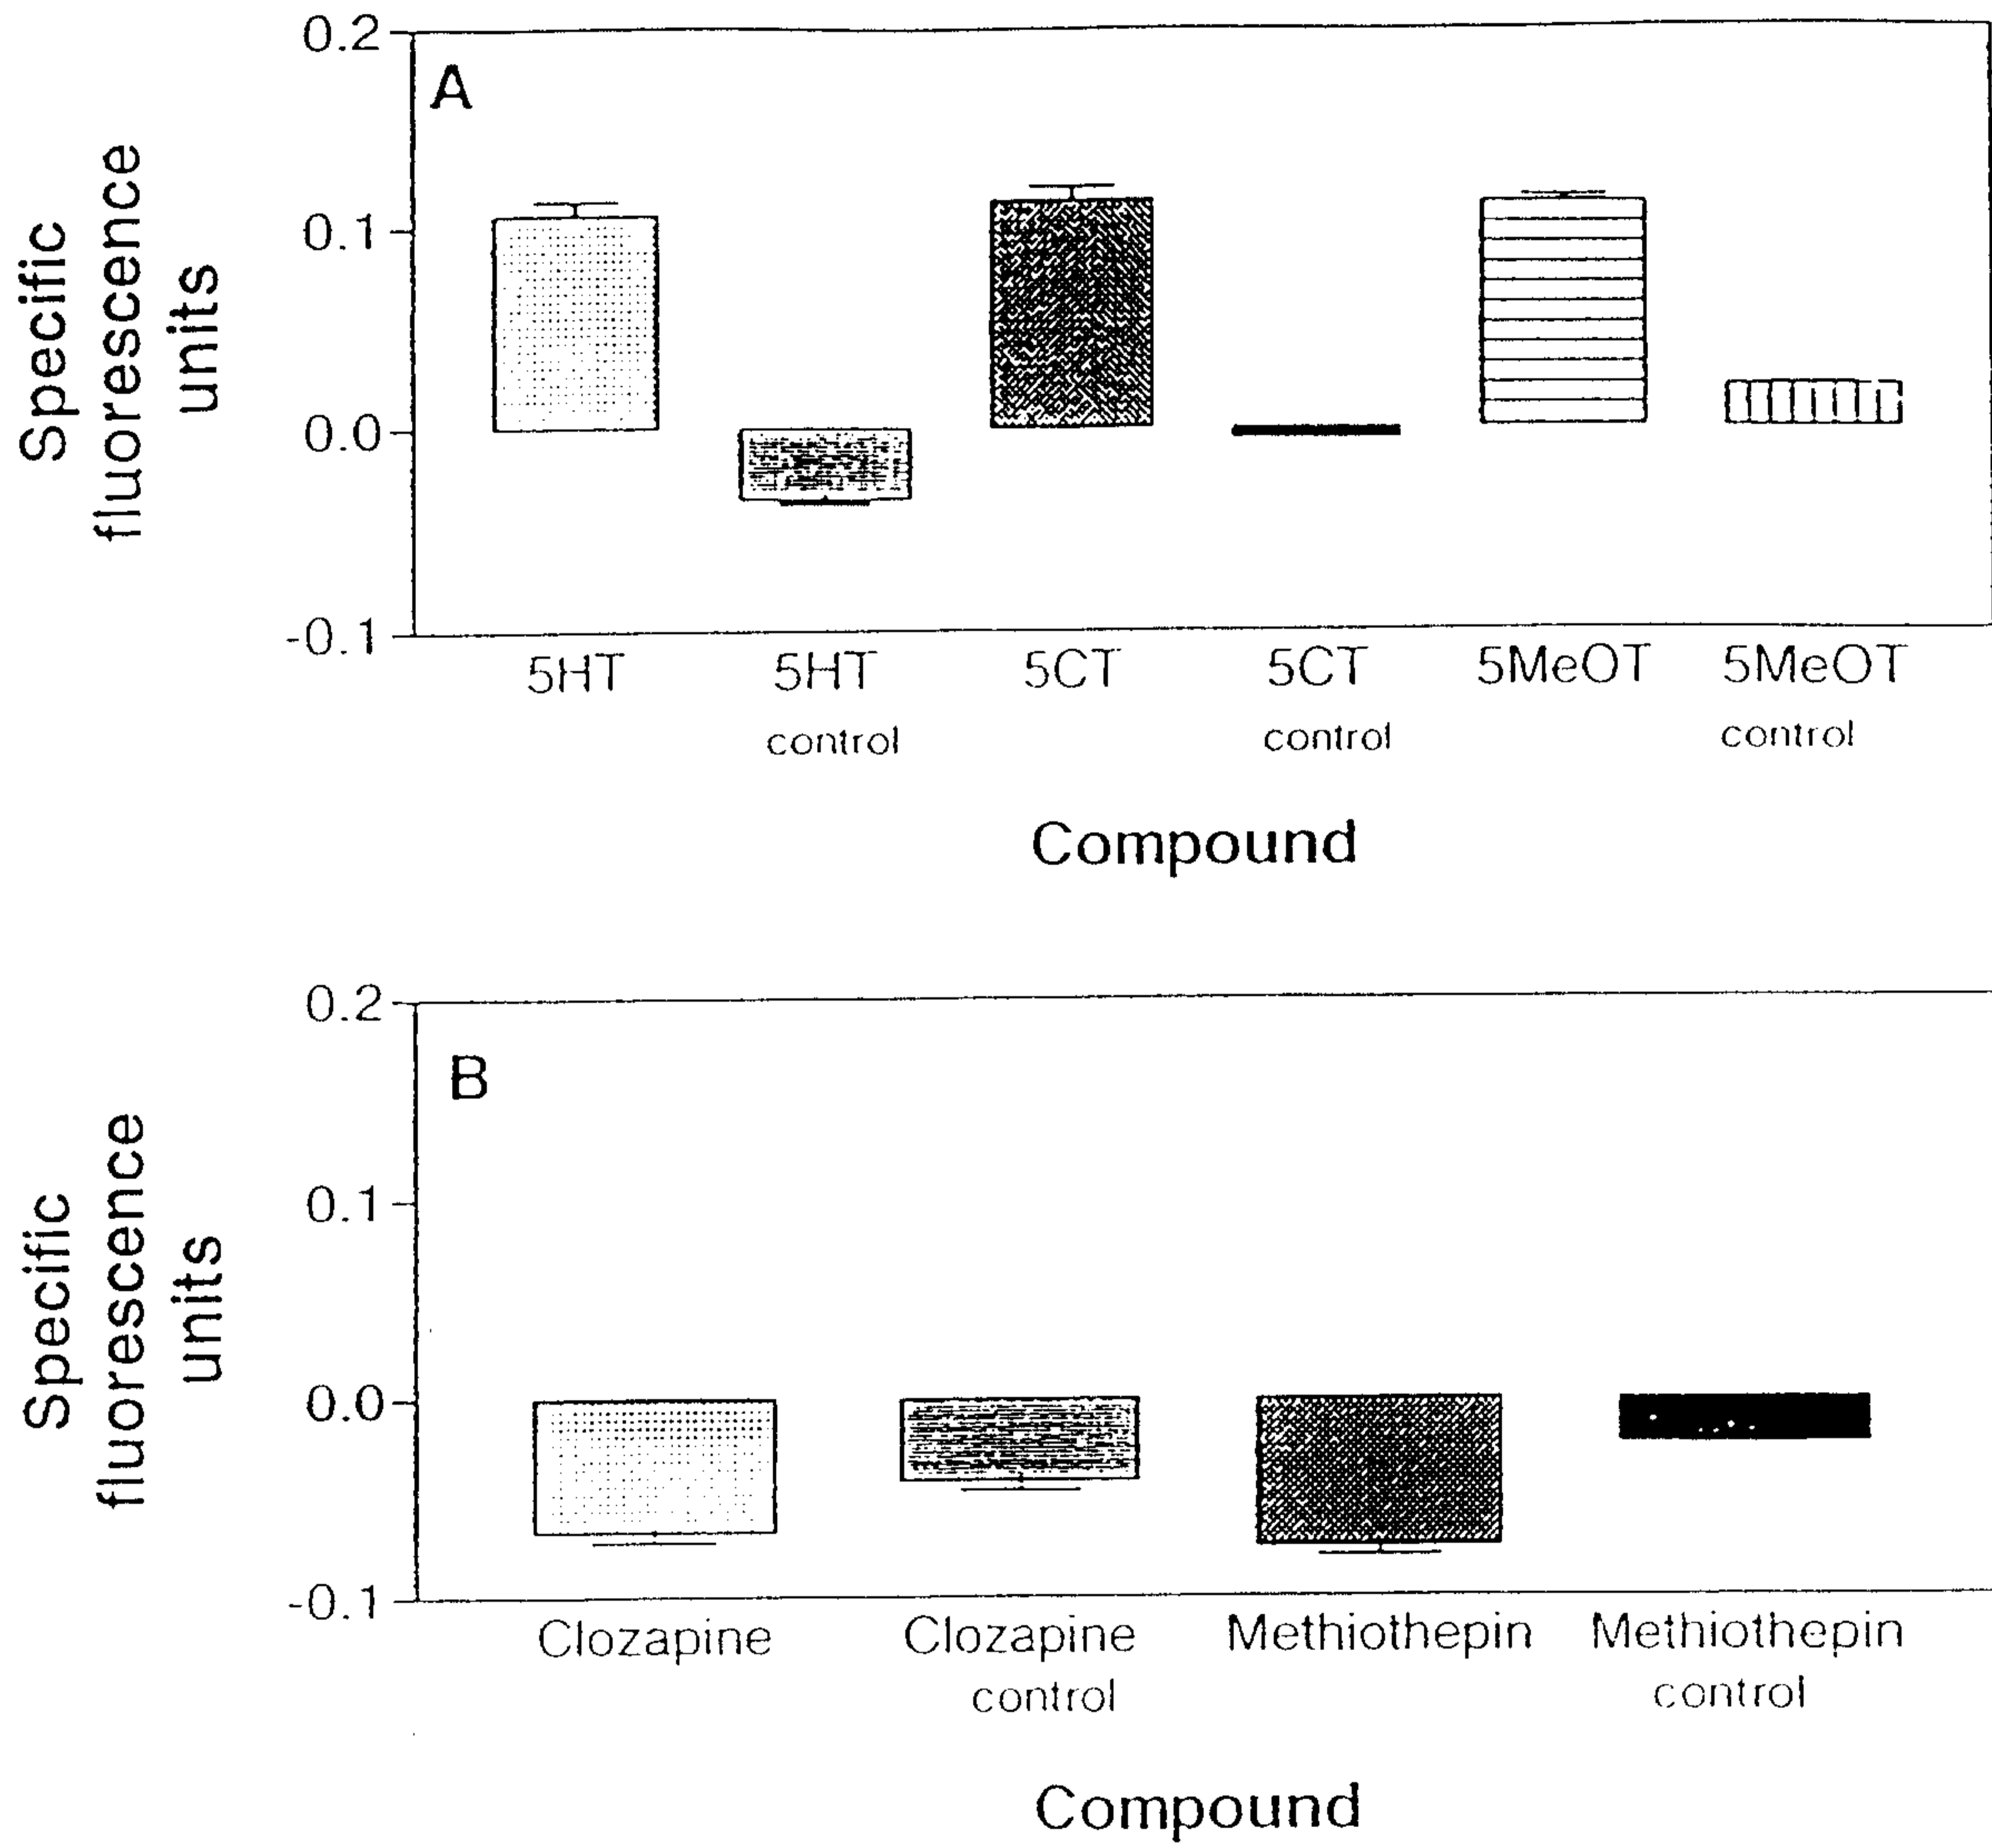 0.2
A
0.1
0.0
-0.1
Specific
fluorescence
units
5HT 5HT 5CT 5CT 5MeOT 5MeOT
control control control
Compound
0.2
B
0.1
0.0
-0.1
Specific
fluorescence
units
Clozapine Clozapine Methiothepin Methiothepin
control control
Compound